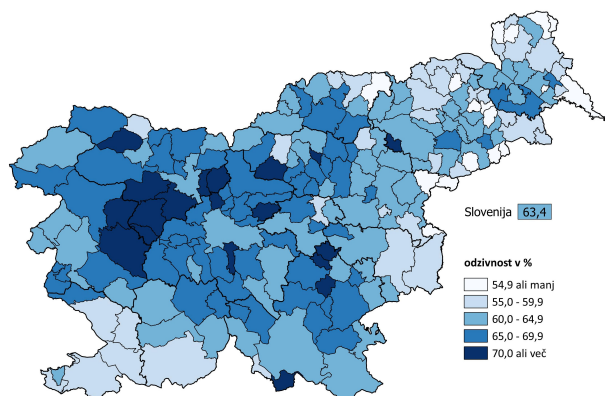 Slovenija 63,4
odzivnost v %
54,9 ali manj
55,0 - 59,9
60,0 - 64,9
65,0 - 69,9
70,0 ali več